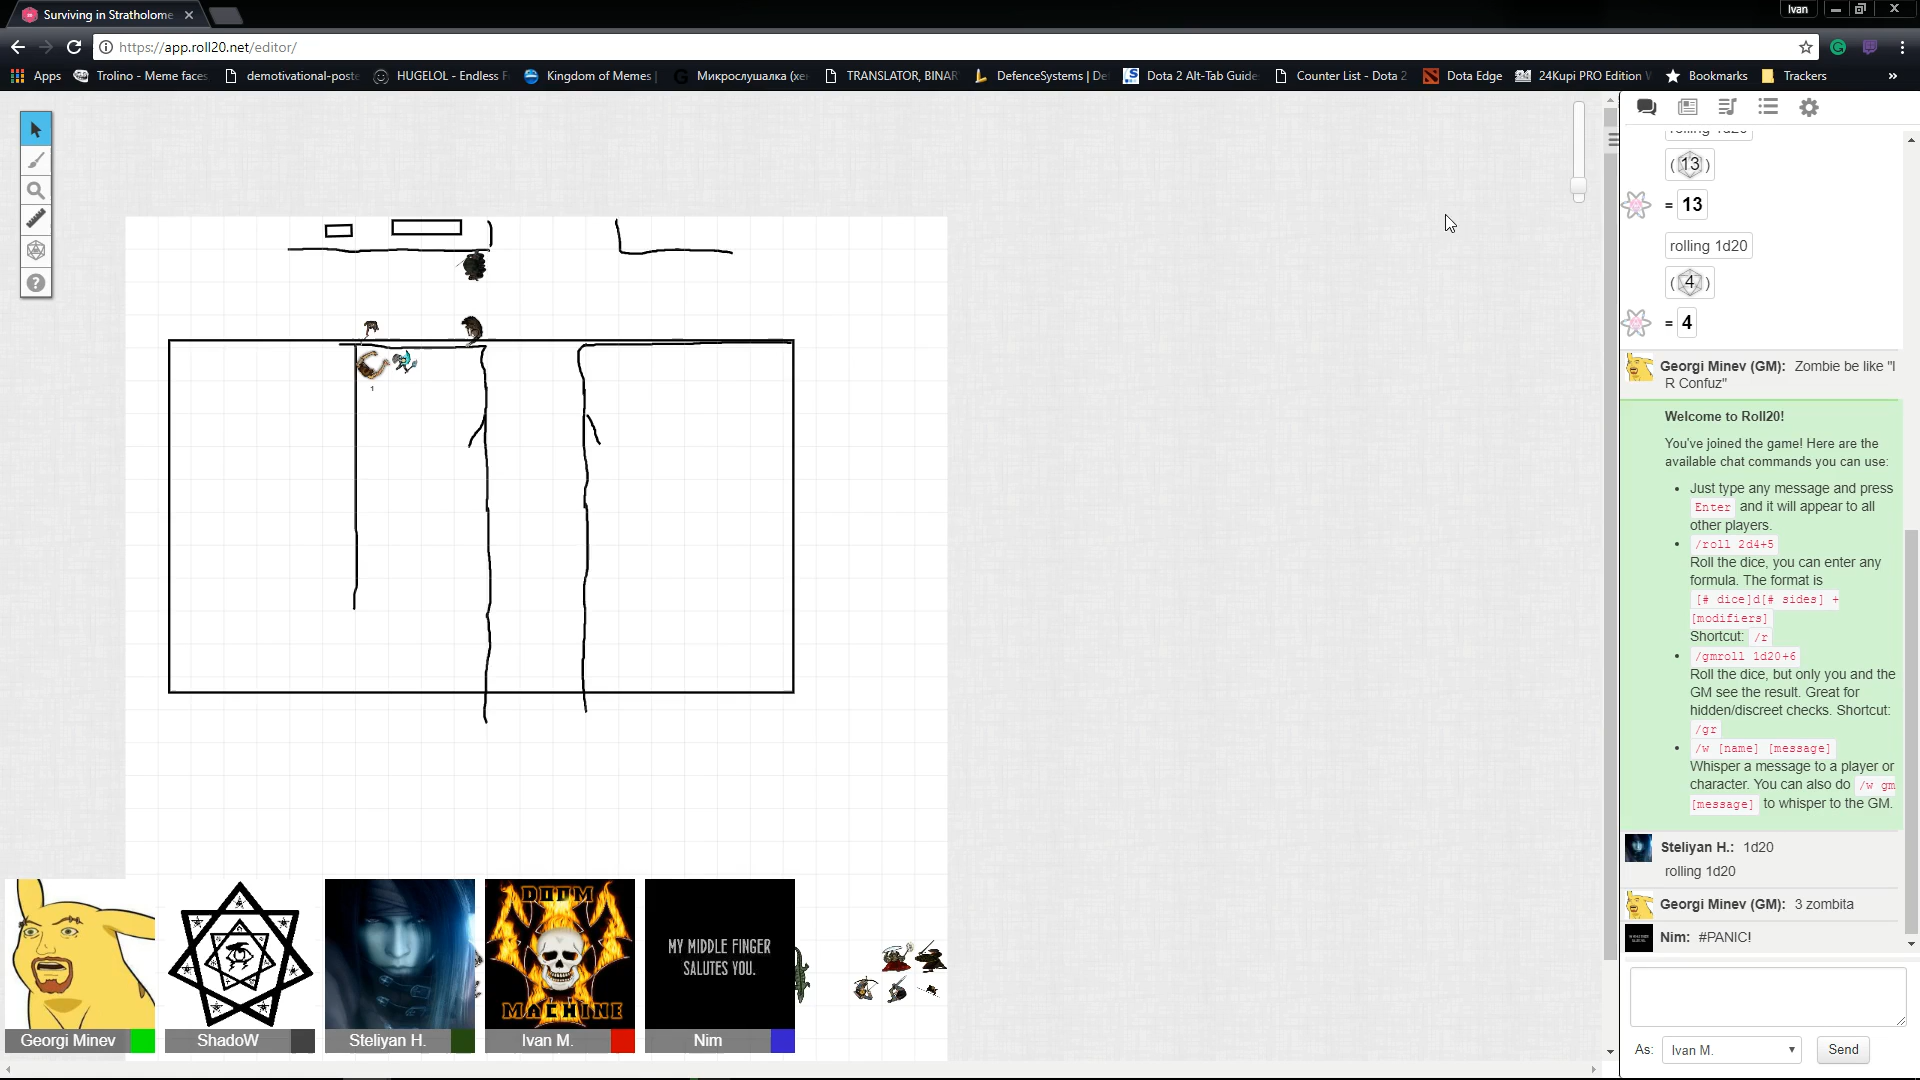 Surviving in Stratholome
Ivan
https://app.roll20.net/editor/
Apps
Trolino - Meme faces
demotivational-poste
HUGELOL - Endless F
Kingdom of Memes |
Микрослушалка (хе
TRANSLATOR, BINAR
DefenceSystems | De
Dota 2 Alt-Tab Guide
Counter List - Dota 2
Dota Edge
24Kupi PRO Edition V
Bookmarks
Trackers
»
(13)
= 13
rolling 1d20
(4)
= 4
Georgi Minev (GM): Zombie be like "I
R Confuz"
Welcome to Roll20!
You've joined the game! Here are the
available chat commands you can use:
• Just type any message and press
Enter and it will appear to all
other players.
• /roll 2d4+5
Roll the dice, you can enter any
formula. The format is
[# dice]d[# sides] +
[modifiers]
Shortcut: /r
• /gmroll 1d20+6
Roll the dice, but only you and the
GM see the result. Great for
hidden/discreet checks. Shortcut:
/gr
• /w [name] [message]
Whisper a message to a player or
character. You can also do /w gm
[message] to whisper to the GM.
Steliyan H.: 1d20
rolling 1d20
Georgi Minev (GM): 3 zombita
Nim: #PANIC!
As: Ivan M.
Send
1
DOOM
MACHINE
MY MIDDLE FINGER
SALUTES YOU.
Georgi Minev
ShadoW
Steliyan H.
Ivan M.
Nim